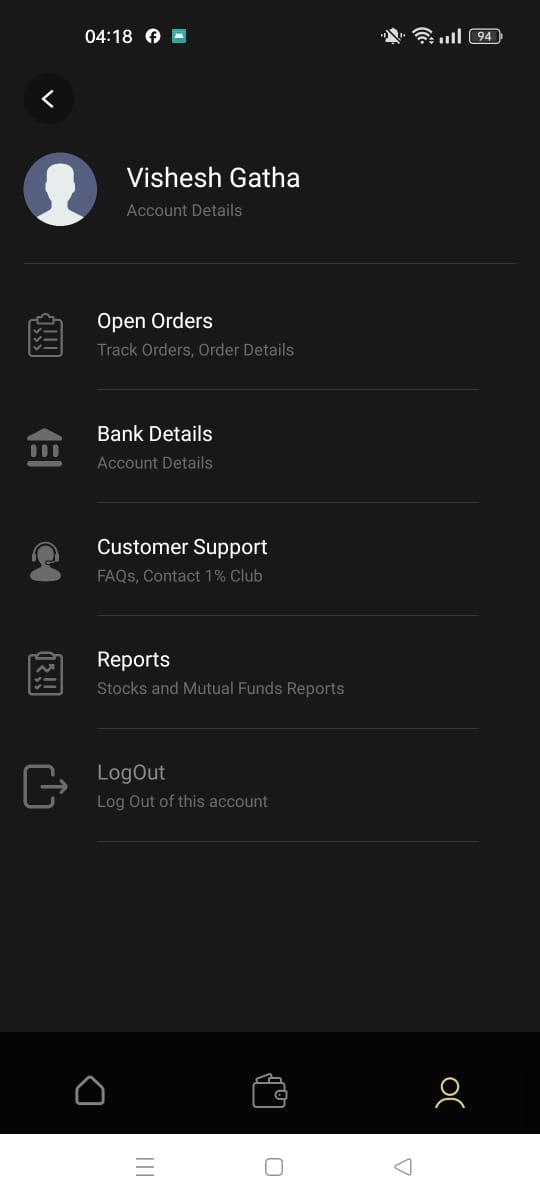 04:18
94
Vishesh Gatha
Account Details
Open Orders
Track Orders, Order Details
Bank Details
Account Details
Customer Support
FAQs, Contact 1% Club
Reports
Stocks and Mutual Funds Reports
LogOut
Log Out of this account